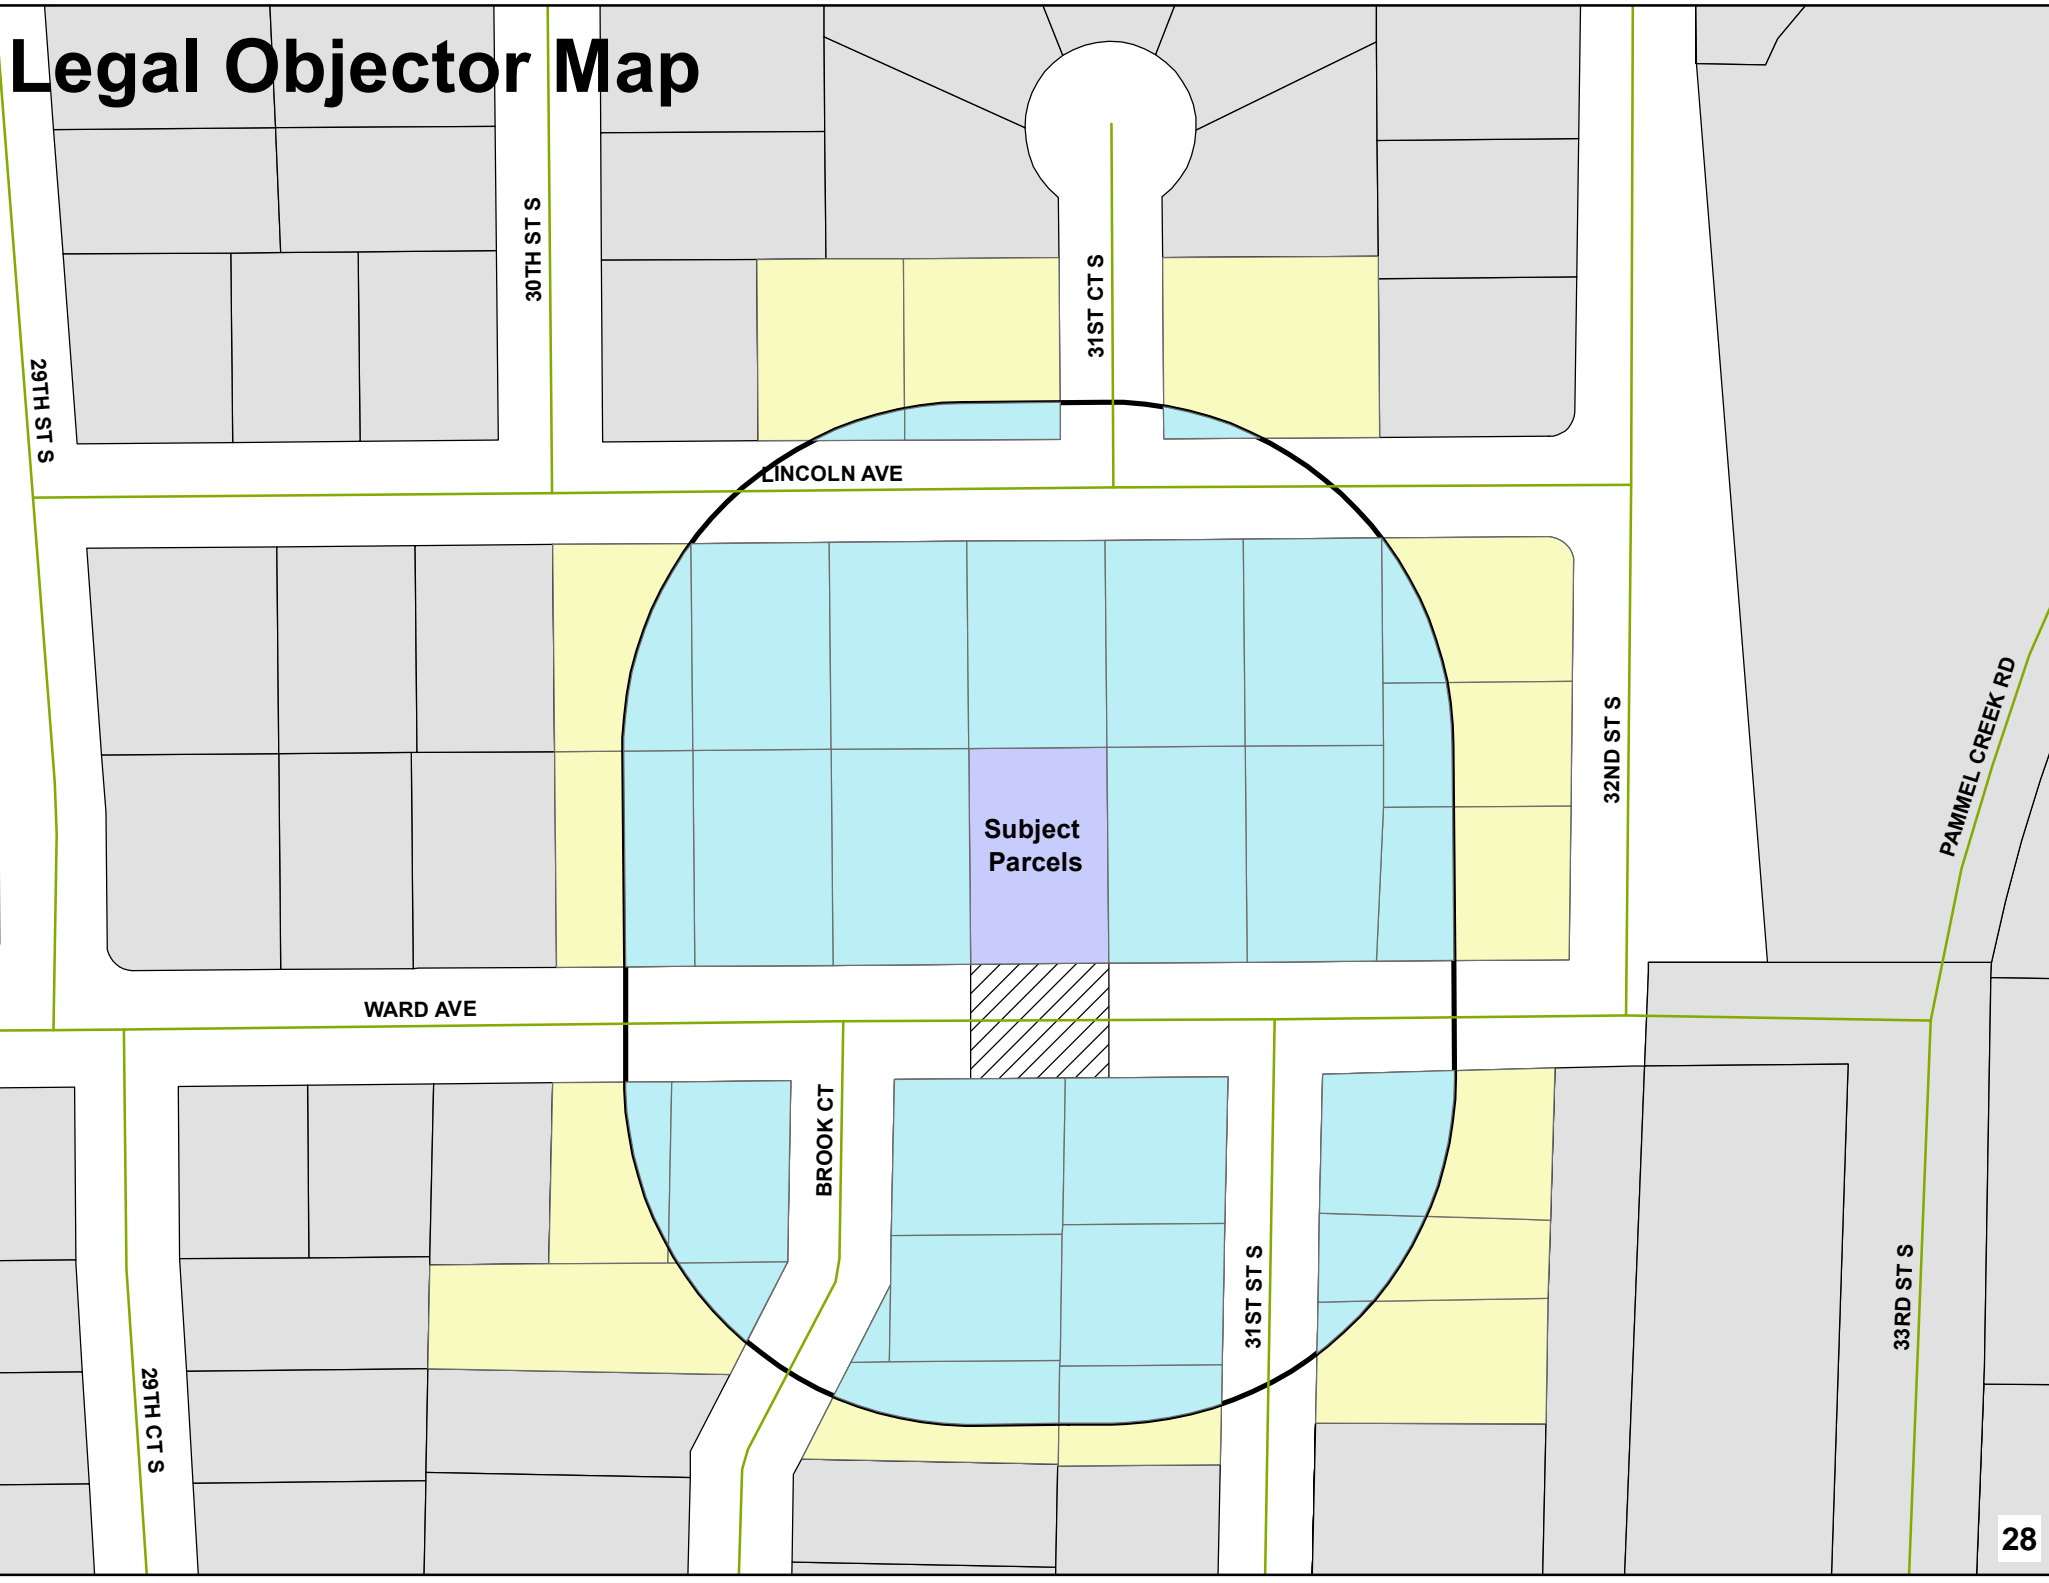 Legal Objector Map
30TH ST S
31ST CT S
29TH ST S
LINCOLN AVE
32ND ST S
PAMMEL CREEK RD
Subject
Parcels
WARD AVE
BROOK CT
31ST ST S
33RD ST S
29TH CT S
28